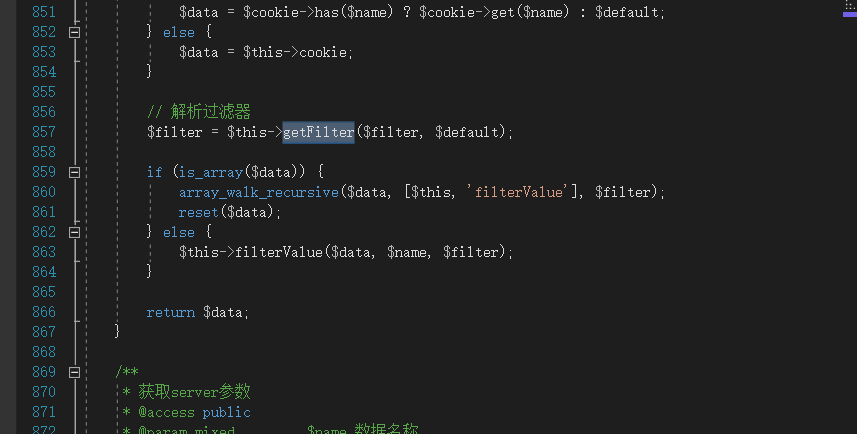 851 $data = $cookie->has($name) ? $cookie->get($name) : $default;
852 } else {
853 $data = $this->cookie;
854 }
855
856 // 解析过滤器
857 $filter = $this->getFilter($filter, $default);
858
859 if (is_array($data)) {
860 array_walk_recursive($data, [$this, 'filterValue'], $filter);
861 reset($data);
862 } else {
863 $this->filterValue($data, $name, $filter);
864 }
865
866 return $data;
867 }
868
869 /**
870 * 获取server参数
871 * @access public
872 * @param mixed $name 数据名称